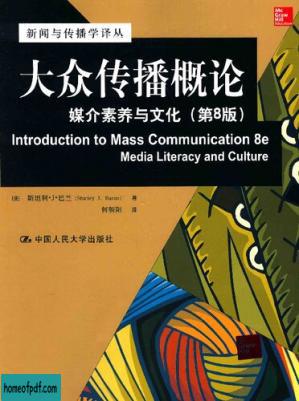 新闻与传播学译丛
Mc
Graw
Hill
Education
大众传播概论
媒介素养与文化（第8版）
Introduction to Mass Communication 8e
Media Literacy and Culture
[美] 斯坦利·J·巴兰 (Stanley J. Baran) 著
何朝阳 译
中国人民大学出版社
homeofpdf.com